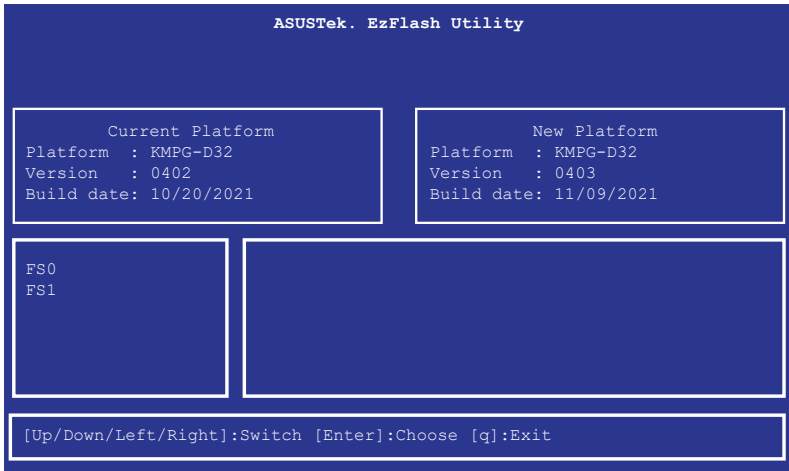 ASUSTek. EzFlash Utility
Current Platform
Platform : KMPG-D32
Version : 0402
Build date: 10/20/2021
New Platform
Platform : KMPG-D32
Version : 0403
Build date: 11/09/2021
FS0
FS1
[Up/Down/Left/Right]:Switch [Enter]:Choose [q]:Exit